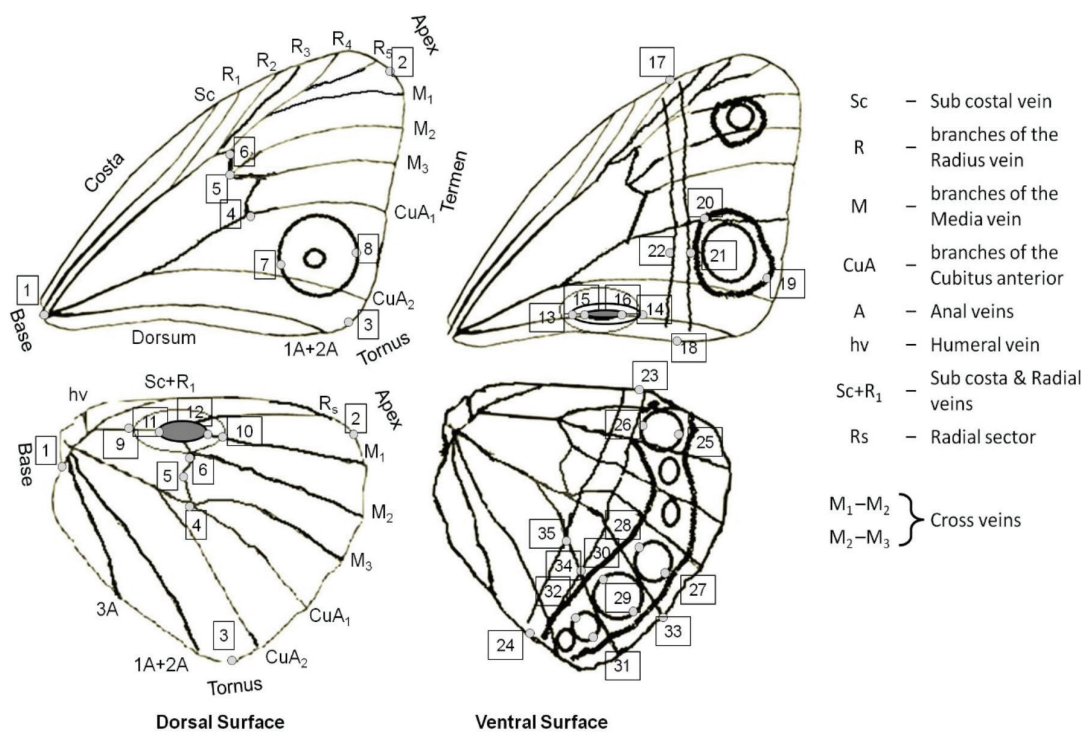 Apex
R4
R5
2
R3
R2
R1
Sc
M1
M2
M3
6
5
4
Costa
Termen
CuA1
7
8
1
Base
CuA2
3
Dorsum
1A+2A
Tornus
17
20
22
21
19
15
16
13
14
18
Sc – Sub costal vein
R – branches of the
Radius vein
M – branches of the
Media vein
CuA – branches of the
Cubitus anterior
A – Anal veins
hv – Humeral vein
Sc+R1 – Sub costa & Radial
veins
Rs – Radial sector
M1–M2
M2–M3
Cross veins
hv
Sc+R1
Rs
2
Apex
11
12
9
10
1
Base
M1
5
6
4
M2
M3
3A
CuA1
3
1A+2A
CuA2
Tornus
23
26
25
28
35
30
34
32
29
27
24
33
31
Dorsal Surface
Ventral Surface